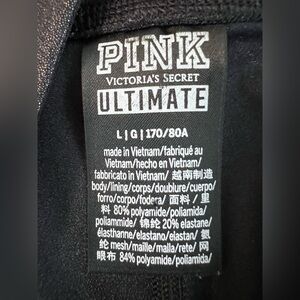 PINK
VICTORIA'S SECRET
ULTIMATE
L | G | 170/80A
made in Vietnam/fabriqué au
Vietnam/hecho en Vietnam/
fabbricato in Vietnam/ 越南制造
body/lining/corps/doublure/cuerpo/
forro/corpo/fodera/ 面料 / 里
料 80% polyamide/poliamida/
poliammide/ 锦纶 20% elastane/
élasthanne/elastano/elastan/ 氨
纶 mesh/maille/malla/rete/ 网
眼布 84% polyamide/poliamida/